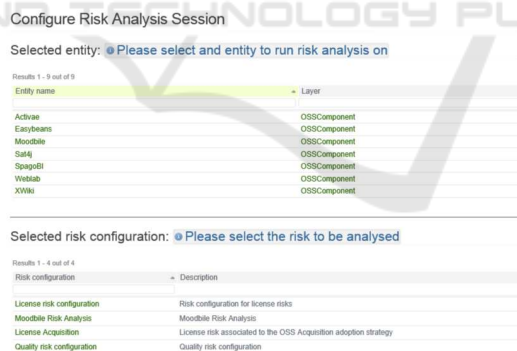 NO
NOLOGY PU
Configure Risk Analysis Session
Selected entity: Please select and entity to run risk analysis on
Results 1 - 9 out of 9
Entity name Layer
Activae OSSComponent
Easybeans OSSComponent
Moodbile OSSComponent
Sat4j OSSComponent
SpagoBI OSSComponent
Weblab OSSComponent
XWiki OSSComponent
Selected risk configuration: Please select the risk to be analysed
Results 1 - 4 out of 4
Risk configuration Description
License risk configuration Risk configuration for license risks
Moodbile Risk Analysis Moodbile Risk Analysis
License Acquisition License risk associated to the OSS Acquisition adoption strategy
Quality risk configuration Quality risk configuration